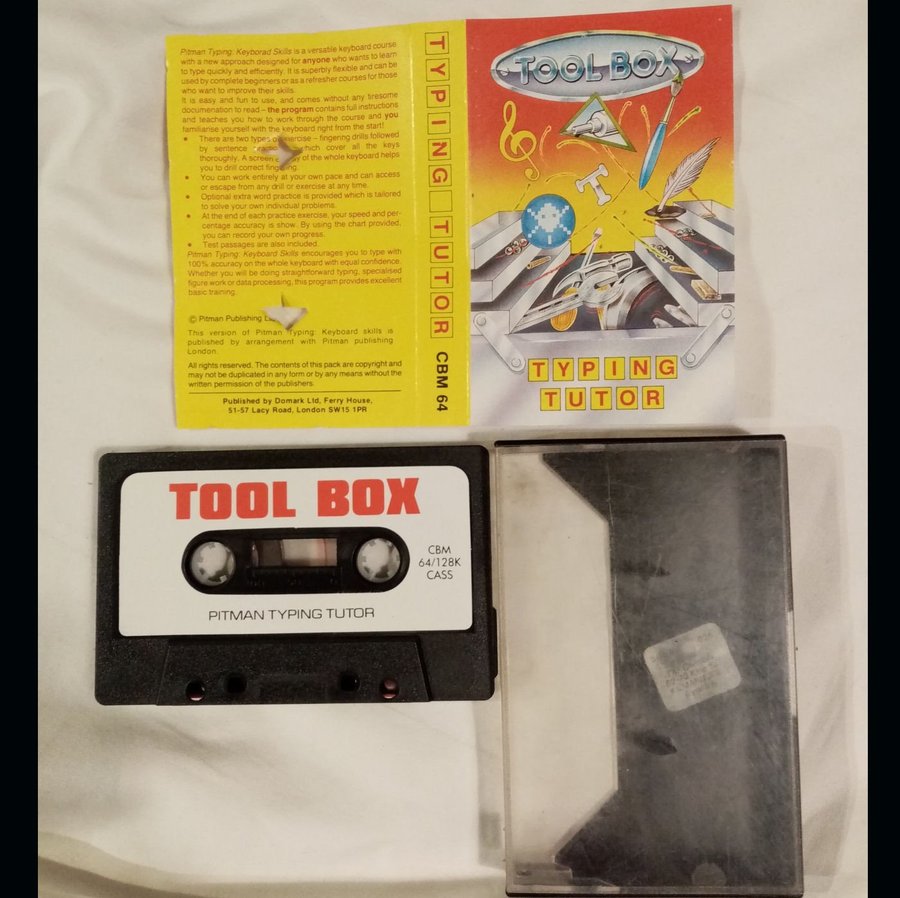 Pitman Typing: Keyborad Skills is a versatile keyboard course
with a new approach designed for anyone who wants to learn
to type quickly and efficiently. It is superbly flexible and can be
used by complete beginners or as a refresher courses for those
who want to improve their skills.
It is easy and fun to use, and comes without any tiresome
documenation to read – the program contains full instructions
and teaches you how to work through the course and you
familiarise yourself with the keyboard right from the start!
• There are two types of exercise – fingering drills followed
by sentence which cover all the keys
thoroughly. A screen of the whole keyboard helps
you to drill correct
• You can work entirely at your own pace and can access
or escape from any drill or exercise at any time.
• Optional extra word practice is provided which is tailored
to solve your own individual problems.
• At the end of each practice exercise, your speed and per-
centage accuracy is show. By using the chart provided,
you can record your own progress.
• Test passages are also included.
Pitman Typing: Keyboard Skills encourages you to type with
100% accuracy on the whole keyboard with equal confidence.
Whether you will be doing straightforward typing, specialised
figure work or data processing, this program provides excellent
basic training.
© Pitman Publishing
This version of Pitman Typing: Keyboard skills is
published by arrangement with Pitman publishing
London.
All rights reserved. The contents of this pack are copyright and
may not be duplicated in any form or by any means without the
written permission of the publishers.
Published by Domark Ltd, Ferry House,
51-57 Lacy Road, London SW15 1PR
TYPING TUTOR CBM 64
TOOL BOX
TYPING
TUTOR
TOOL BOX
CBM
64/128K
CASS
PITMAN TYPING TUTOR